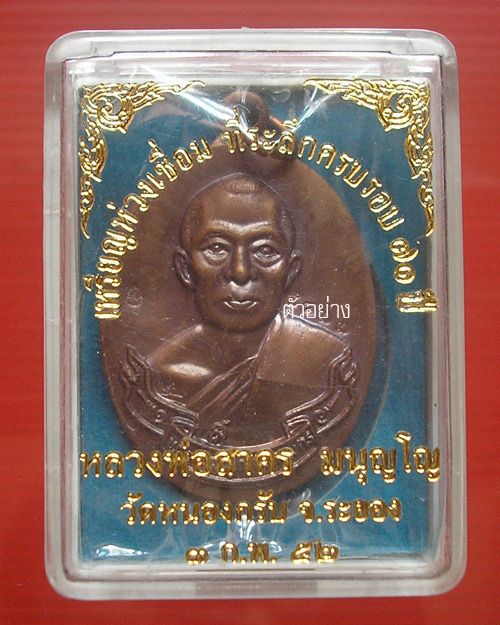 เหรียญห่วงเชื่อม ที่ระลึกครบรอบ ๗๑ ปี
ตัวอย่าง
หลวงพ่อสาคร มนุญโญ
วัดหนองกรับ จ.ระยอง
๓ ก.พ. ๕๒